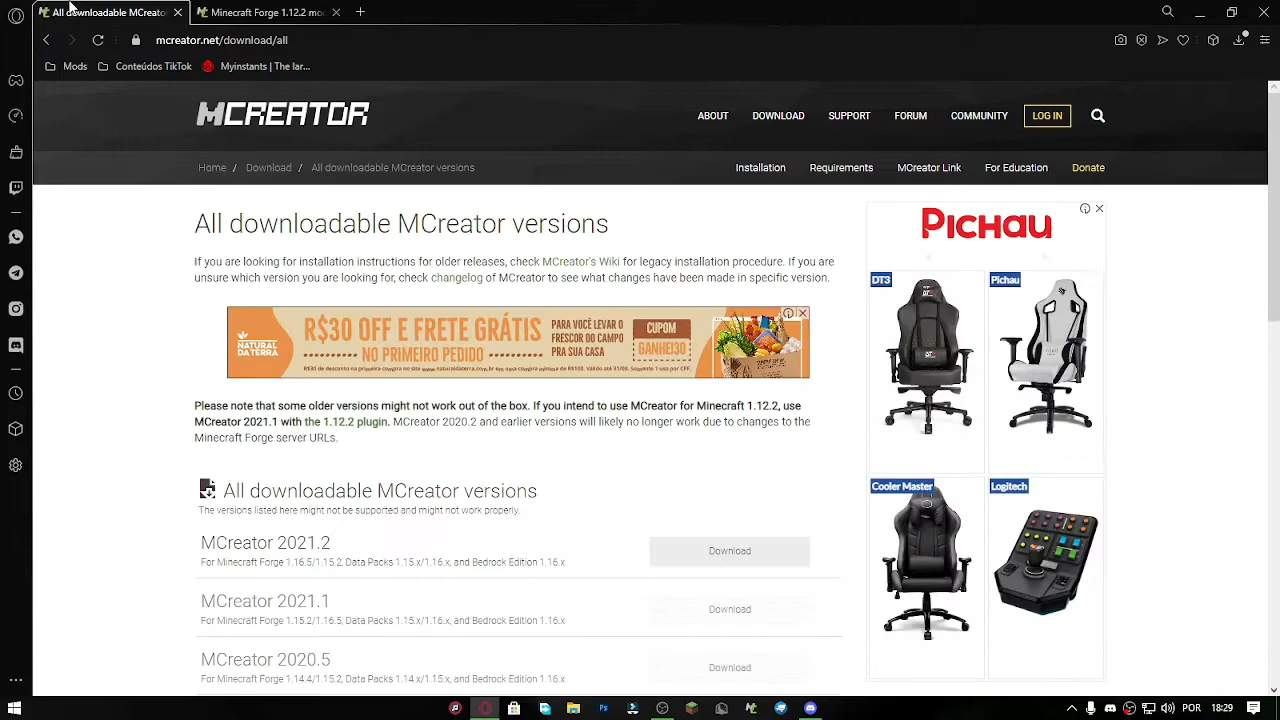 All downloadable MCreato
Minecraft Forge 1.12.2 mo
mcreator.net/download/all
Mods
Conteúdos TikTok
Myinstants | The lar...
MCREATOR
ABOUT
DOWNLOAD
SUPPORT
FORUM
COMMUNITY
LOG IN
Home / Download / All downloadable MCreator versions
Installation
Requirements
MCreator Link
For Education
Donate
All downloadable MCreator versions
If you are looking for installation instructions for older releases, check MCreator's Wiki for legacy installation procedure. If you are
unsure which version you are looking for, check changelog of MCreator to see what changes have been made in specific version.
NATURAL
DA TERRA
R$30 OFF E FRETE GRÁTIS
NO PRIMEIRO PEDIDO
PARA VOCÊ LEVAR O
FRESCOR DO CAMPO
PRA SUA CASA
CUPOM
GANHEI30
Please note that some older versions might not work out of the box. If you intend to use MCreator for Minecraft 1.12.2, use
MCreator 2021.1 with the 1.12.2 plugin. MCreator 2020.2 and earlier versions will likely no longer work due to changes to the
Minecraft Forge server URLs.
All downloadable MCreator versions
The versions listed here might not be supported and might not work properly.
MCreator 2021.2
For Minecraft Forge 1.16.5/1.15.2, Data Packs 1.15.x/1.16.x, and Bedrock Edition 1.16.x
Download
MCreator 2021.1
For Minecraft Forge 1.15.2/1.16.5, Data Packs 1.15.x/1.16.x, and Bedrock Edition 1.16.x
Download
MCreator 2020.5
For Minecraft Forge 1.14.4/1.15.2, Data Packs 1.14.x/1.15.x, and Bedrock Edition 1.16.x
Download
PICHAU
DT3
Pichau
Cooler Master
Logitech
POR
18:29